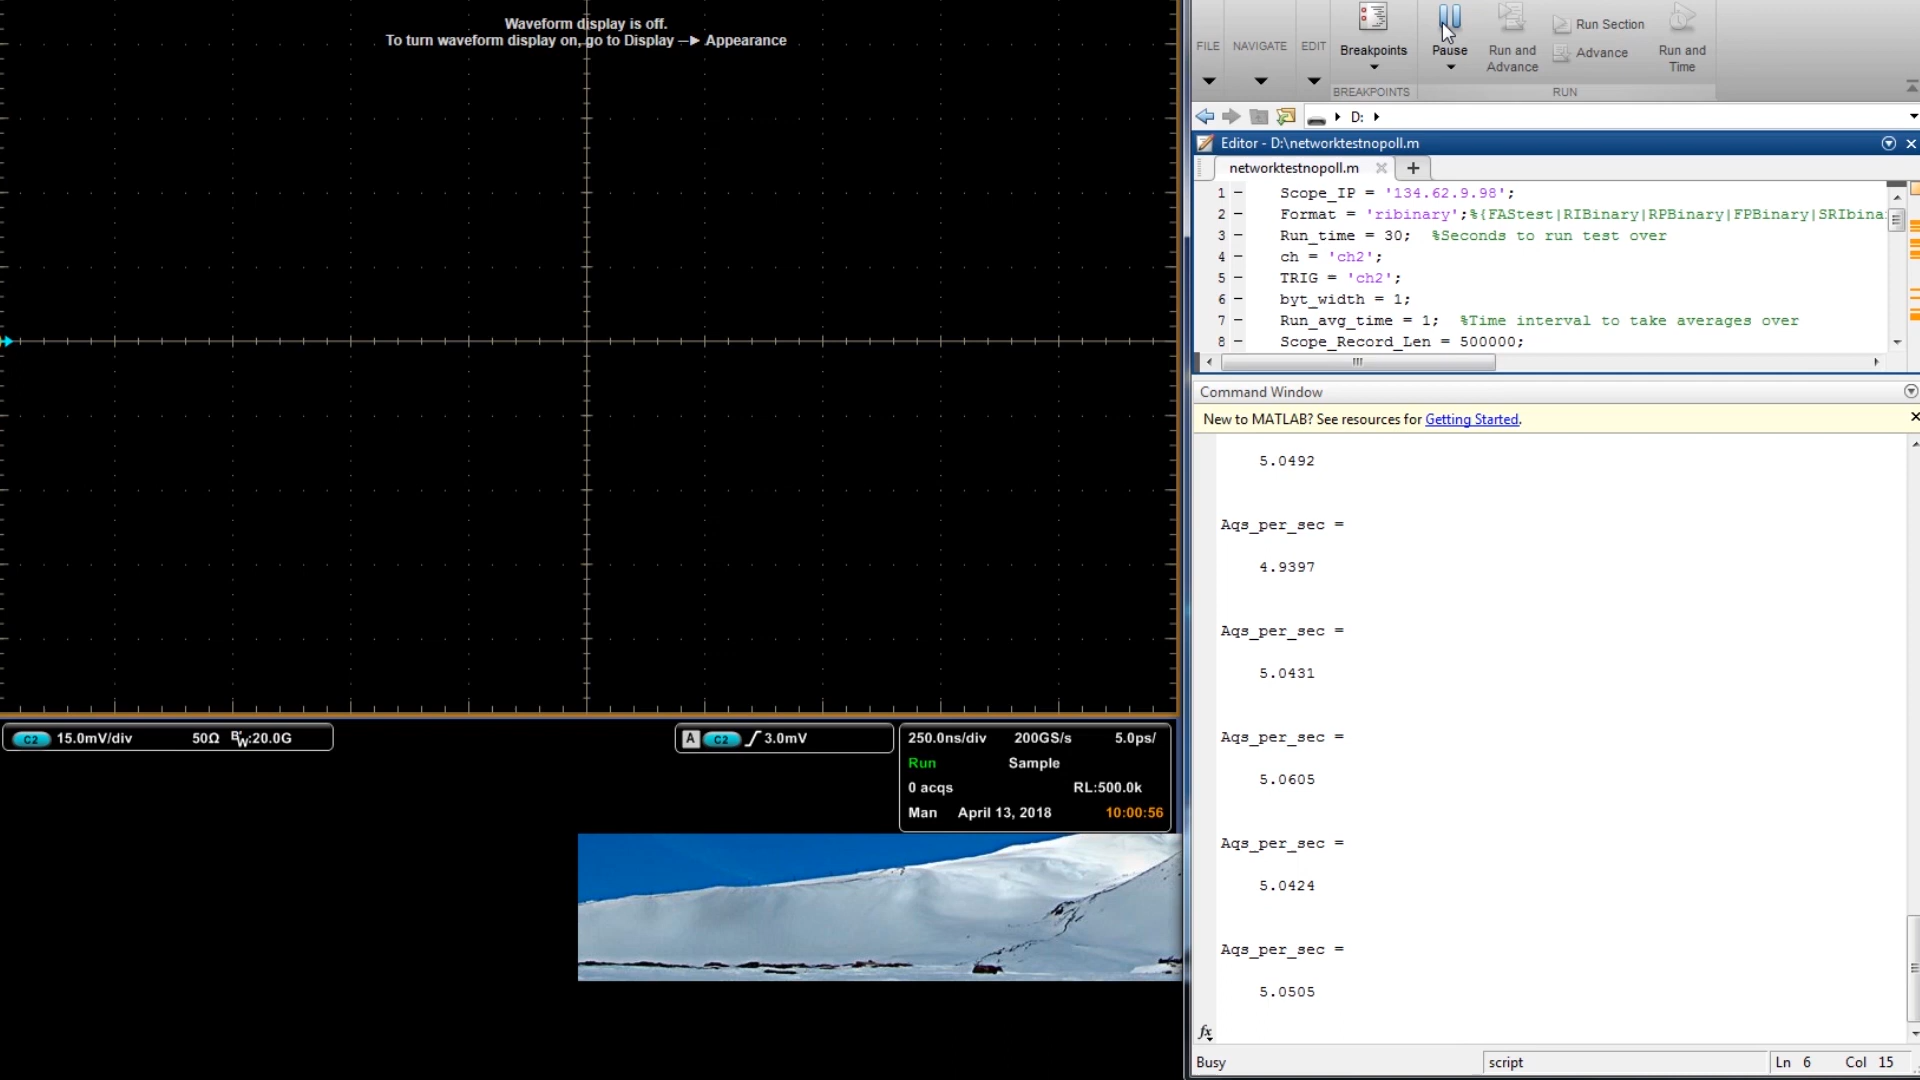 Waveform display is off.
To turn waveform display on, go to Display —► Appearance
C2 15.0mV/div 50Ω BW:20.0G
A C2 3.0mV
250.0ns/div 200GS/s 5.0ps/
Run Sample
0 acqs RL:500.0k
Man April 13, 2018 10:00:56
FILE NAVIGATE EDIT Breakpoints Pause Run and Advance Run Section Advance Run and Time
BREAKPOINTS RUN
D:
Editor - D:\networktestnopoll.m
networktestnopoll.m
1 Scope_IP = '134.62.9.98';
2 Format = 'ribinary';%{FAStest|RIBinary|RPBinary|FPBinary|SRIbina
3 Run_time = 30; %Seconds to run test over
4 ch = 'ch2';
5 TRIG = 'ch2';
6 byt_width = 1;
7 Run_avg_time = 1; %Time interval to take averages over
8 Scope_Record_Len = 500000;
Command Window
New to MATLAB? See resources for Getting Started.
5.0492
Aqs_per_sec =
4.9397
Aqs_per_sec =
5.0431
Aqs_per_sec =
5.0605
Aqs_per_sec =
5.0424
Aqs_per_sec =
5.0505
fx
Busy script Ln 6 Col 15